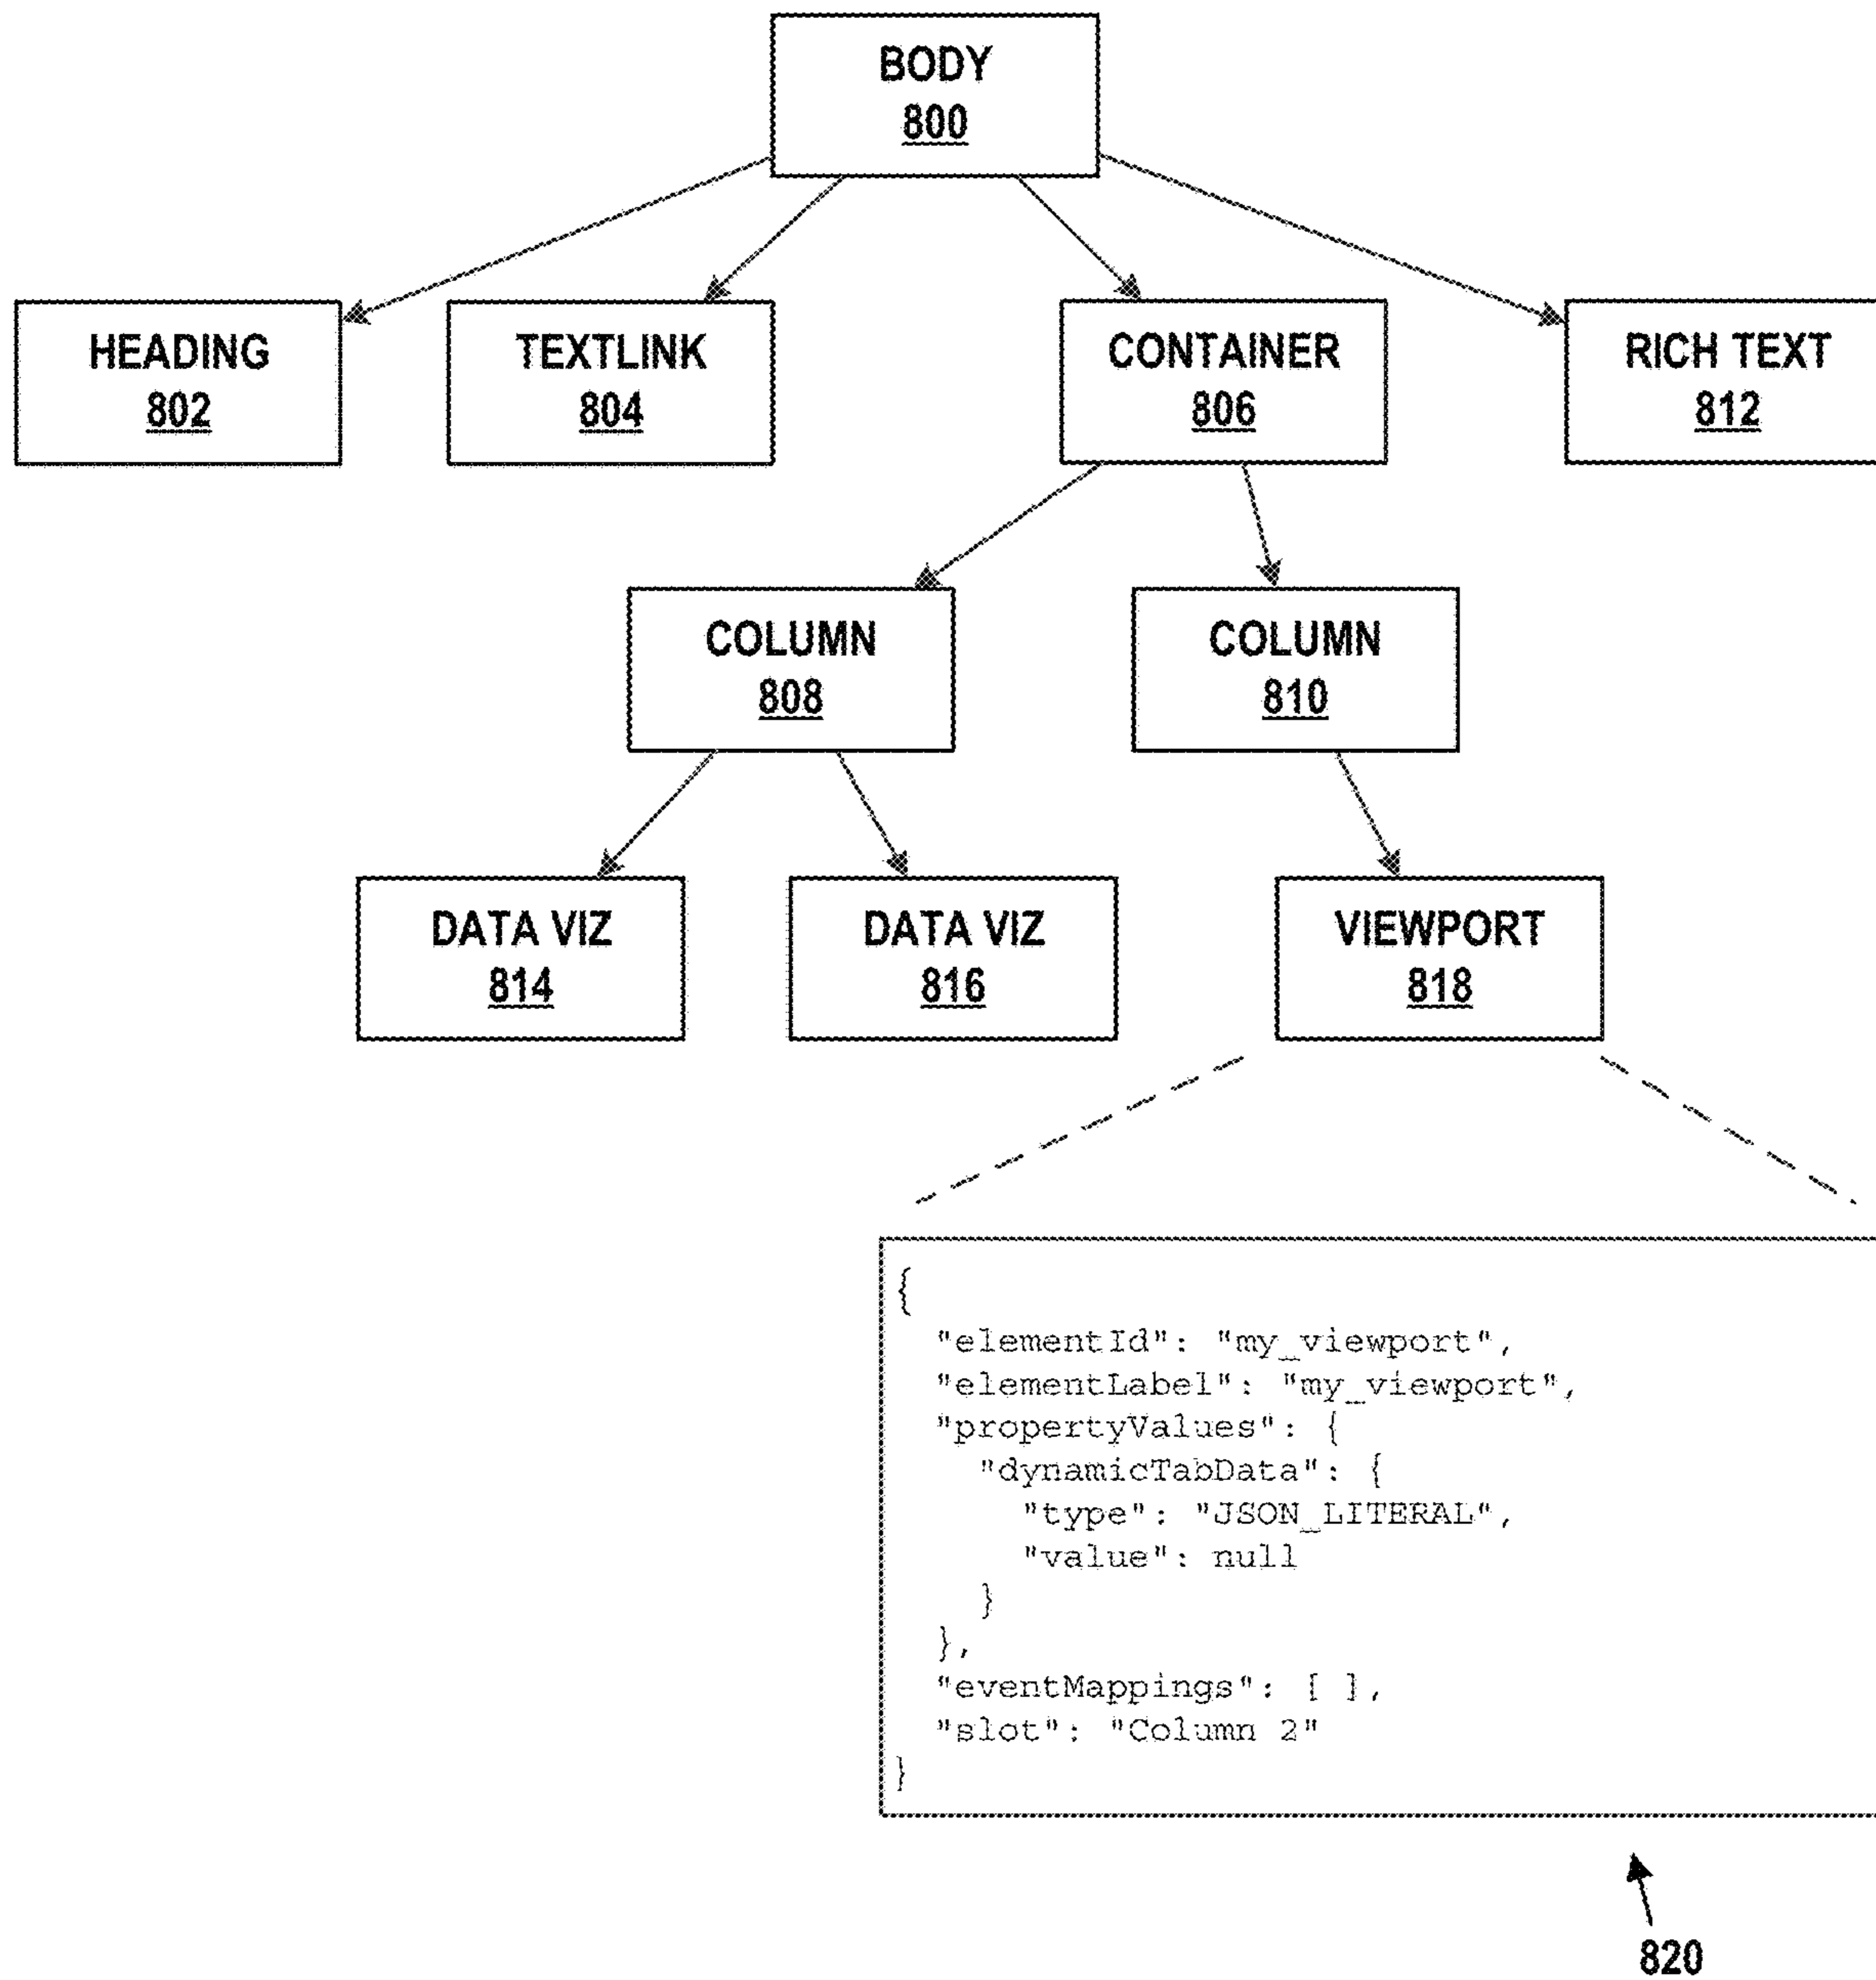 BODY
800
HEADING
802
TEXTLINK
804
CONTAINER
806
RICH TEXT
812
COLUMN
808
COLUMN
810
DATA VIZ
814
DATA VIZ
816
VIEWPORT
818
{
"elementId": "my_viewport",
"elementLabel": "my_viewport",
"propertyValues": {
"dynamicTabData": {
"type": "JSON_LITERAL",
"value": null
}
},
"eventMappings": [ ],
"slot": "Column 2"
}
820